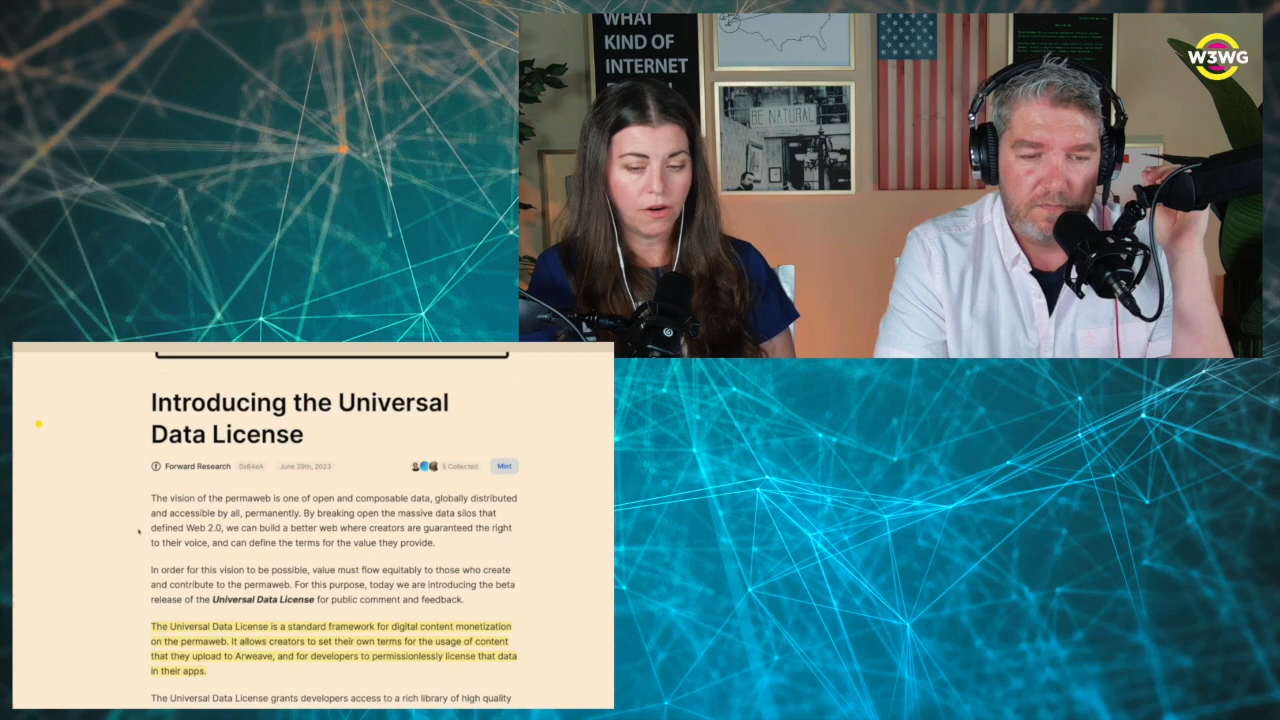 WHAT
KIND OF
INTERNET
BE NATURAL
W3WG
Introducing the Universal
Data License
Forward Research 0x64eA June 29th, 2023 5 Collected Mint
The vision of the permaweb is one of open and composable data, globally distributed
and accessible by all, permanently. By breaking open the massive data silos that
defined Web 2.0, we can build a better web where creators are guaranteed the right
to their voice, and can define the terms for the value they provide.
In order for this vision to be possible, value must flow equitably to those who create
and contribute to the permaweb. For this purpose, today we are introducing the beta
release of the Universal Data License for public comment and feedback.
The Universal Data License is a standard framework for digital content monetization
on the permaweb. It allows creators to set their own terms for the usage of content
that they upload to Arweave, and for developers to permissionlessly license that data
in their apps.
The Universal Data License grants developers access to a rich library of high quality